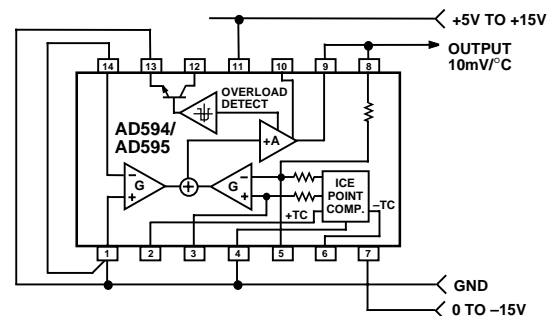 +5V TO +15V
OUTPUT
10mV/°C
14 13 12 11 10 9 8
OVERLOAD
DETECT
AD594/
AD595
+A
– G +
– G +
ICE
POINT
COMP.
–TC
+TC
1 2 3 4 5 6 7
GND
0 TO –15V